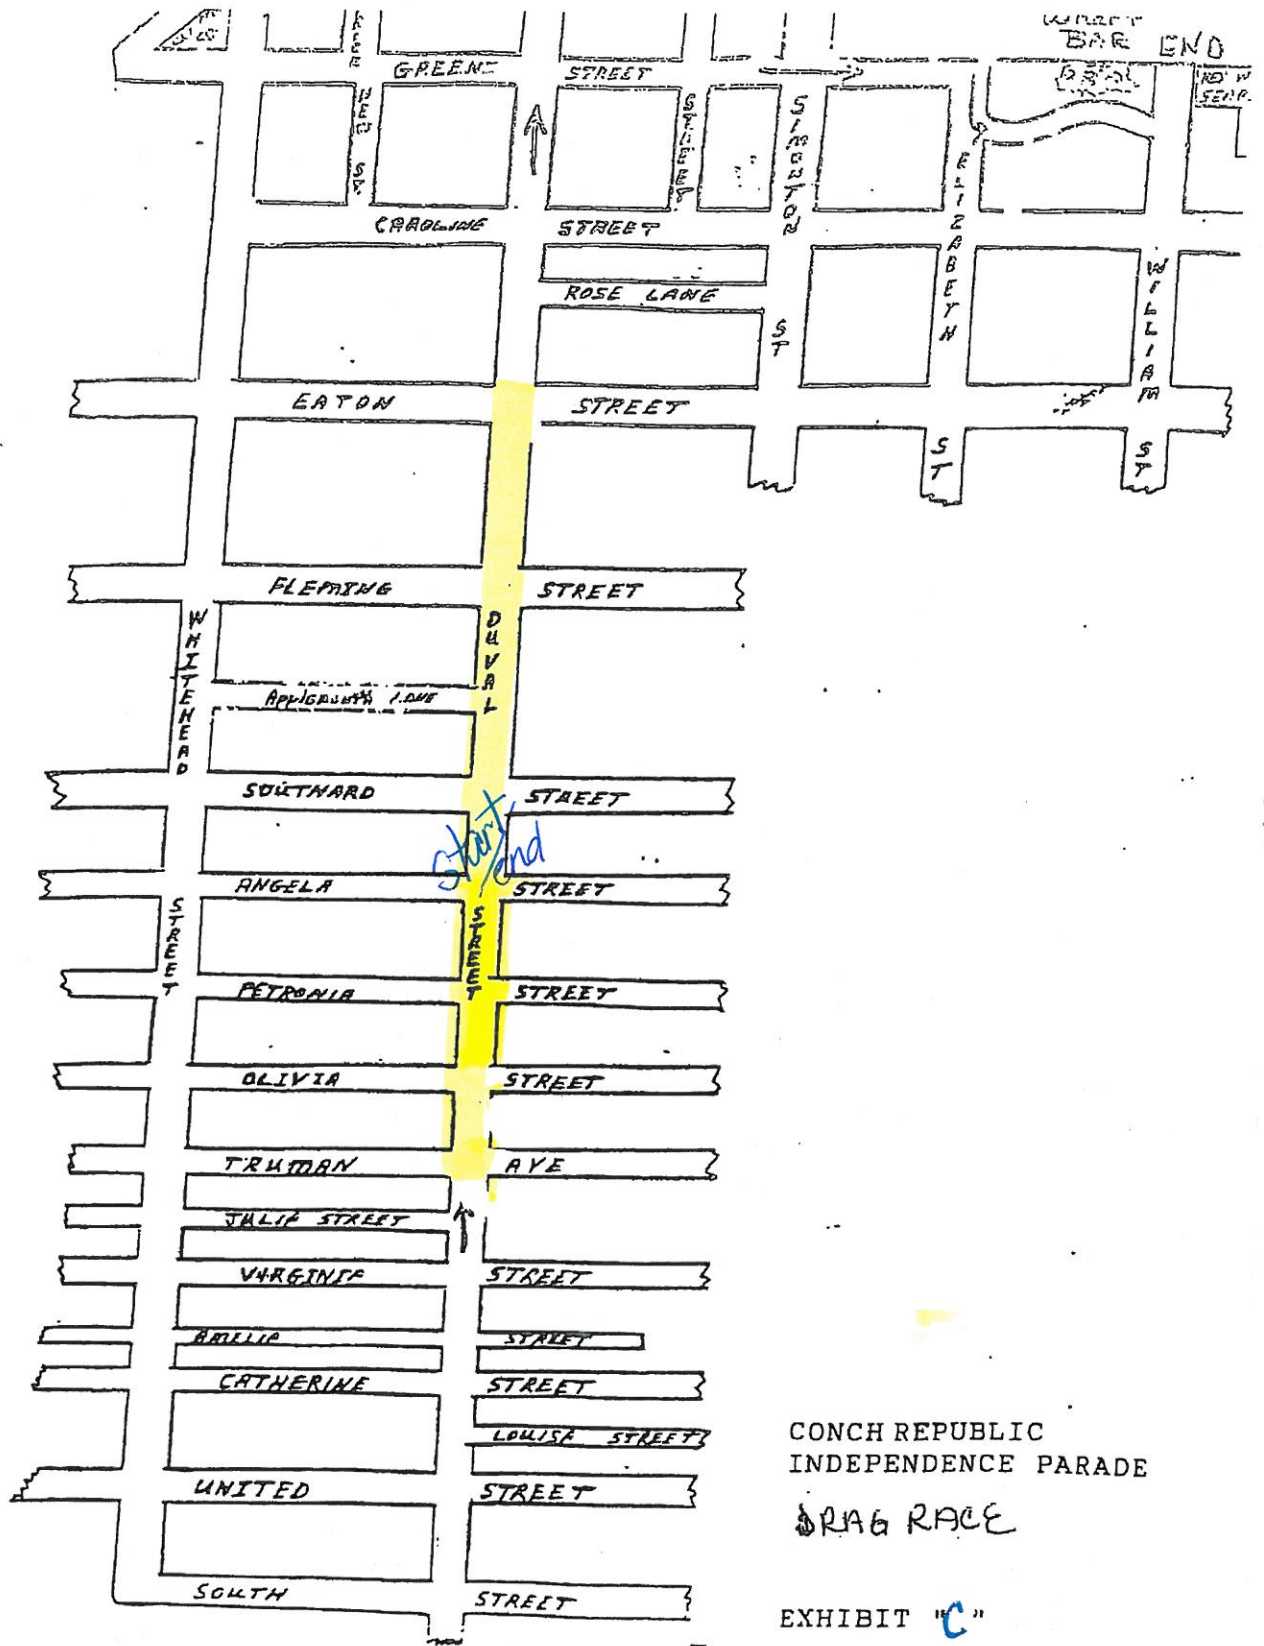 BAR END
GREENE STREET
SIMONTON
ELIZABETH
CAROLINE STREET
ROSE LANE
WILLIAM
ST
EATON STREET
ST
ST
FLEMING STREET
WHITEHEAD
DUVAL
LANE
SOUTHARD STREET
Start/
end
ANGELA STREET
STREET
STREET
PETRONIA STREET
OLIVIA STREET
TRUMAN AVE
JULIA STREET
VIRGINIA STREET
AMELIA STREET
CATHERINE STREET
LOUISA STREET
UNITED STREET
SOUTH STREET
CONCH REPUBLIC
INDEPENDENCE PARADE
DRAG RACE
EXHIBIT "C"